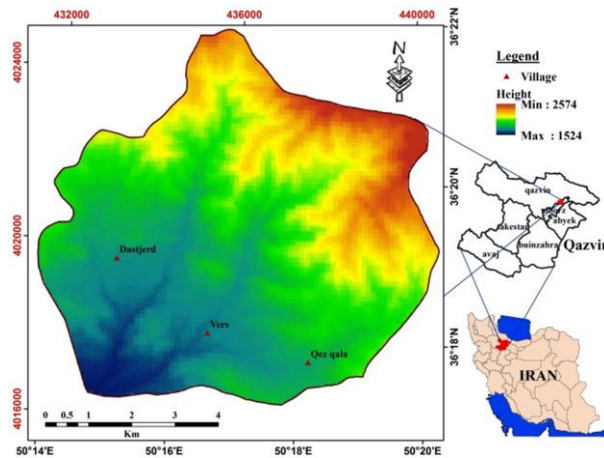 432000 436000 440000
4024000
4020000
4016000
36°22'N
36°20'N
36°18'N
50°14'E 50°16'E 50°18'E 50°20'E
N
Dastjerd
Vers
Qez qala
0 0.5 1 2 3 4
Km
Legend
Village
Height
Min : 2574
Max : 1524
qazvin
abyek
takestan
buinzahra
avaj
Qazvin
IRAN